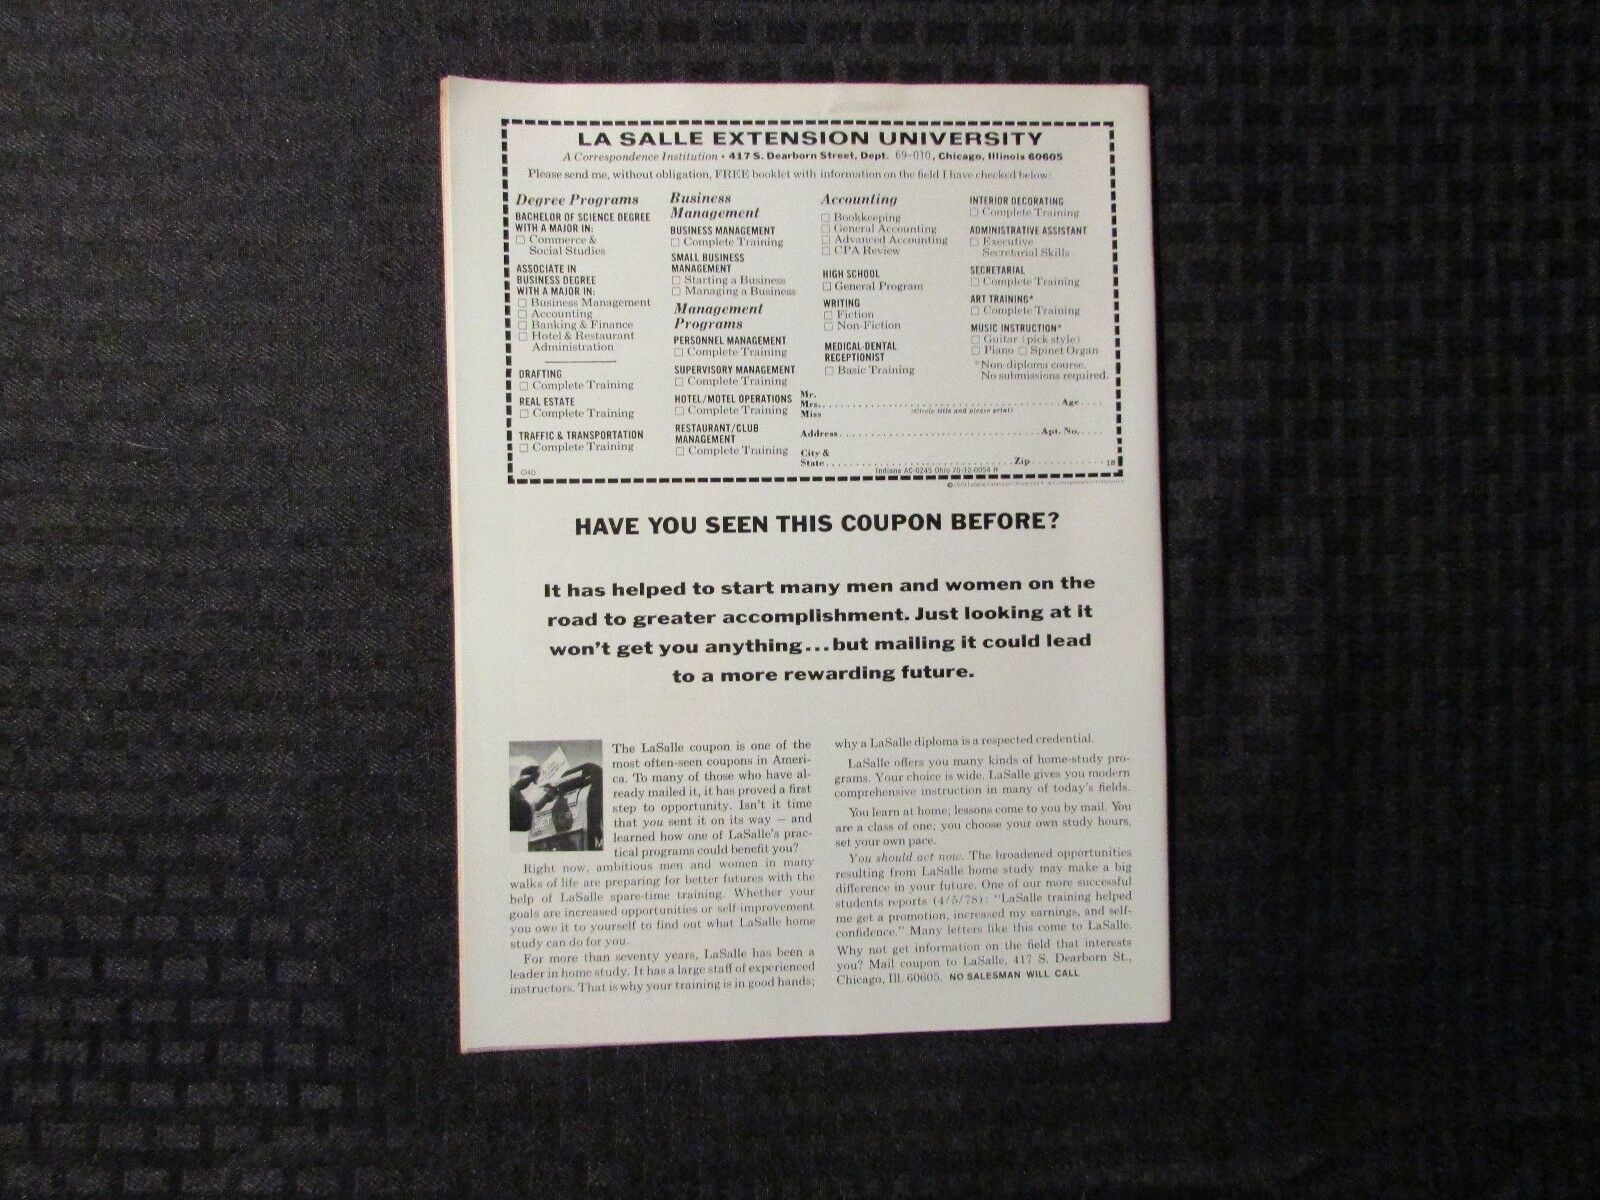 LA SALLE EXTENSION UNIVERSITY
A Correspondence Institution • 417 S. Dearborn Street, Dept. 69-010, Chicago, Illinois 60605
Please send me, without obligation, FREE booklet with information on the field I have checked below:
Degree Programs
BACHELOR OF SCIENCE DEGREE
WITH A MAJOR IN:
☐ Commerce &
Social Studies
ASSOCIATE IN
BUSINESS DEGREE
WITH A MAJOR IN:
☐ Business Management
☐ Accounting
☐ Banking & Finance
☐ Hotel & Restaurant
Administration
DRAFTING
☐ Complete Training
REAL ESTATE
☐ Complete Training
TRAFFIC & TRANSPORTATION
☐ Complete Training
O40
Business
Management
BUSINESS MANAGEMENT
☐ Complete Training
SMALL BUSINESS
MANAGEMENT
☐ Starting a Business
☐ Managing a Business
Management
Programs
PERSONNEL MANAGEMENT
☐ Complete Training
SUPERVISORY MANAGEMENT
☐ Complete Training
HOTEL/MOTEL OPERATIONS
☐ Complete Training
RESTAURANT/CLUB
MANAGEMENT
☐ Complete Training
Accounting
☐ Bookkeeping
☐ General Accounting
☐ Advanced Accounting
☐ CPA Review
HIGH SCHOOL
☐ General Program
WRITING
☐ Fiction
☐ Non-Fiction
MEDICAL-DENTAL
RECEPTIONIST
☐ Basic Training
INTERIOR DECORATING
☐ Complete Training
ADMINISTRATIVE ASSISTANT
☐ Executive
Secretarial Skills
SECRETARIAL
☐ Complete Training
ART TRAINING*
☐ Complete Training
MUSIC INSTRUCTION*
☐ Guitar (pick style)
☐ Piano ☐ Spinet Organ
*Non-diploma course.
No submissions required.
Mr.
Mrs. Age
Miss (Circle title and please print)
Address Apt. No.
City &
State Zip 18
Indiana AC-0245 Ohio 70-12-0054 H
HAVE YOU SEEN THIS COUPON BEFORE?
It has helped to start many men and women on the
road to greater accomplishment. Just looking at it
won't get you anything...but mailing it could lead
to a more rewarding future.
The LaSalle coupon is one of the
most often-seen coupons in Ameri-
ca. To many of those who have al-
ready mailed it, it has proved a first
step to opportunity. Isn't it time
that you sent it on its way — and
learned how one of LaSalle's prac-
tical programs could benefit you?
Right now, ambitious men and women in many
walks of life are preparing for better futures with the
help of LaSalle spare-time training. Whether your
goals are increased opportunities or self-improvement
you owe it to yourself to find out what LaSalle home
study can do for you.
For more than seventy years, LaSalle has been a
leader in home study. It has a large staff of experienced
instructors. That is why your training is in good hands;
why a LaSalle diploma is a respected credential.
LaSalle offers you many kinds of home-study pro-
grams. Your choice is wide. LaSalle gives you modern
comprehensive instruction in many of today's fields.
You learn at home; lessons come to you by mail. You
are a class of one; you choose your own study hours,
set your own pace.
You should act now. The broadened opportunities
resulting from LaSalle home study may make a big
difference in your future. One of our more successful
students reports (4/5/78): "LaSalle training helped
me get a promotion, increased my earnings, and self-
confidence." Many letters like this come to LaSalle.
Why not get information on the field that interests
you? Mail coupon to LaSalle, 417 S. Dearborn St.,
Chicago, Ill. 60605. NO SALESMAN WILL CALL